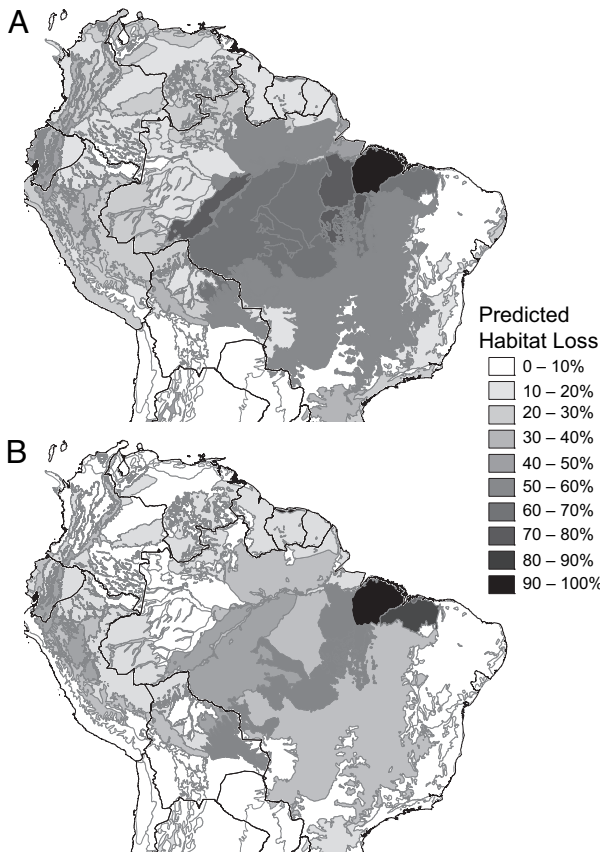 A
Predicted
Habitat Loss
0 – 10%
10 – 20%
20 – 30%
30 – 40%
40 – 50%
50 – 60%
60 – 70%
70 – 80%
80 – 90%
90 – 100%
B